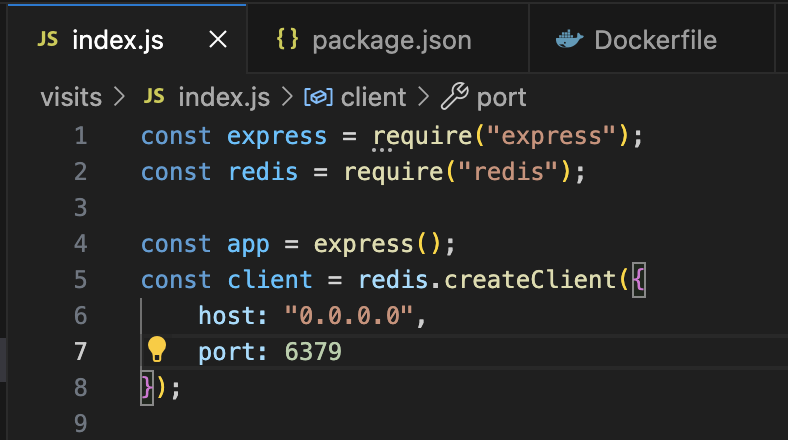 JS index.js × {} package.json Dockerfile
visits > JS index.js > client > port
1 const express = require("express");
2 const redis = require("redis");
3
4 const app = express();
5 const client = redis.createClient({
6 host: "0.0.0.0",
7 port: 6379
8 });
9